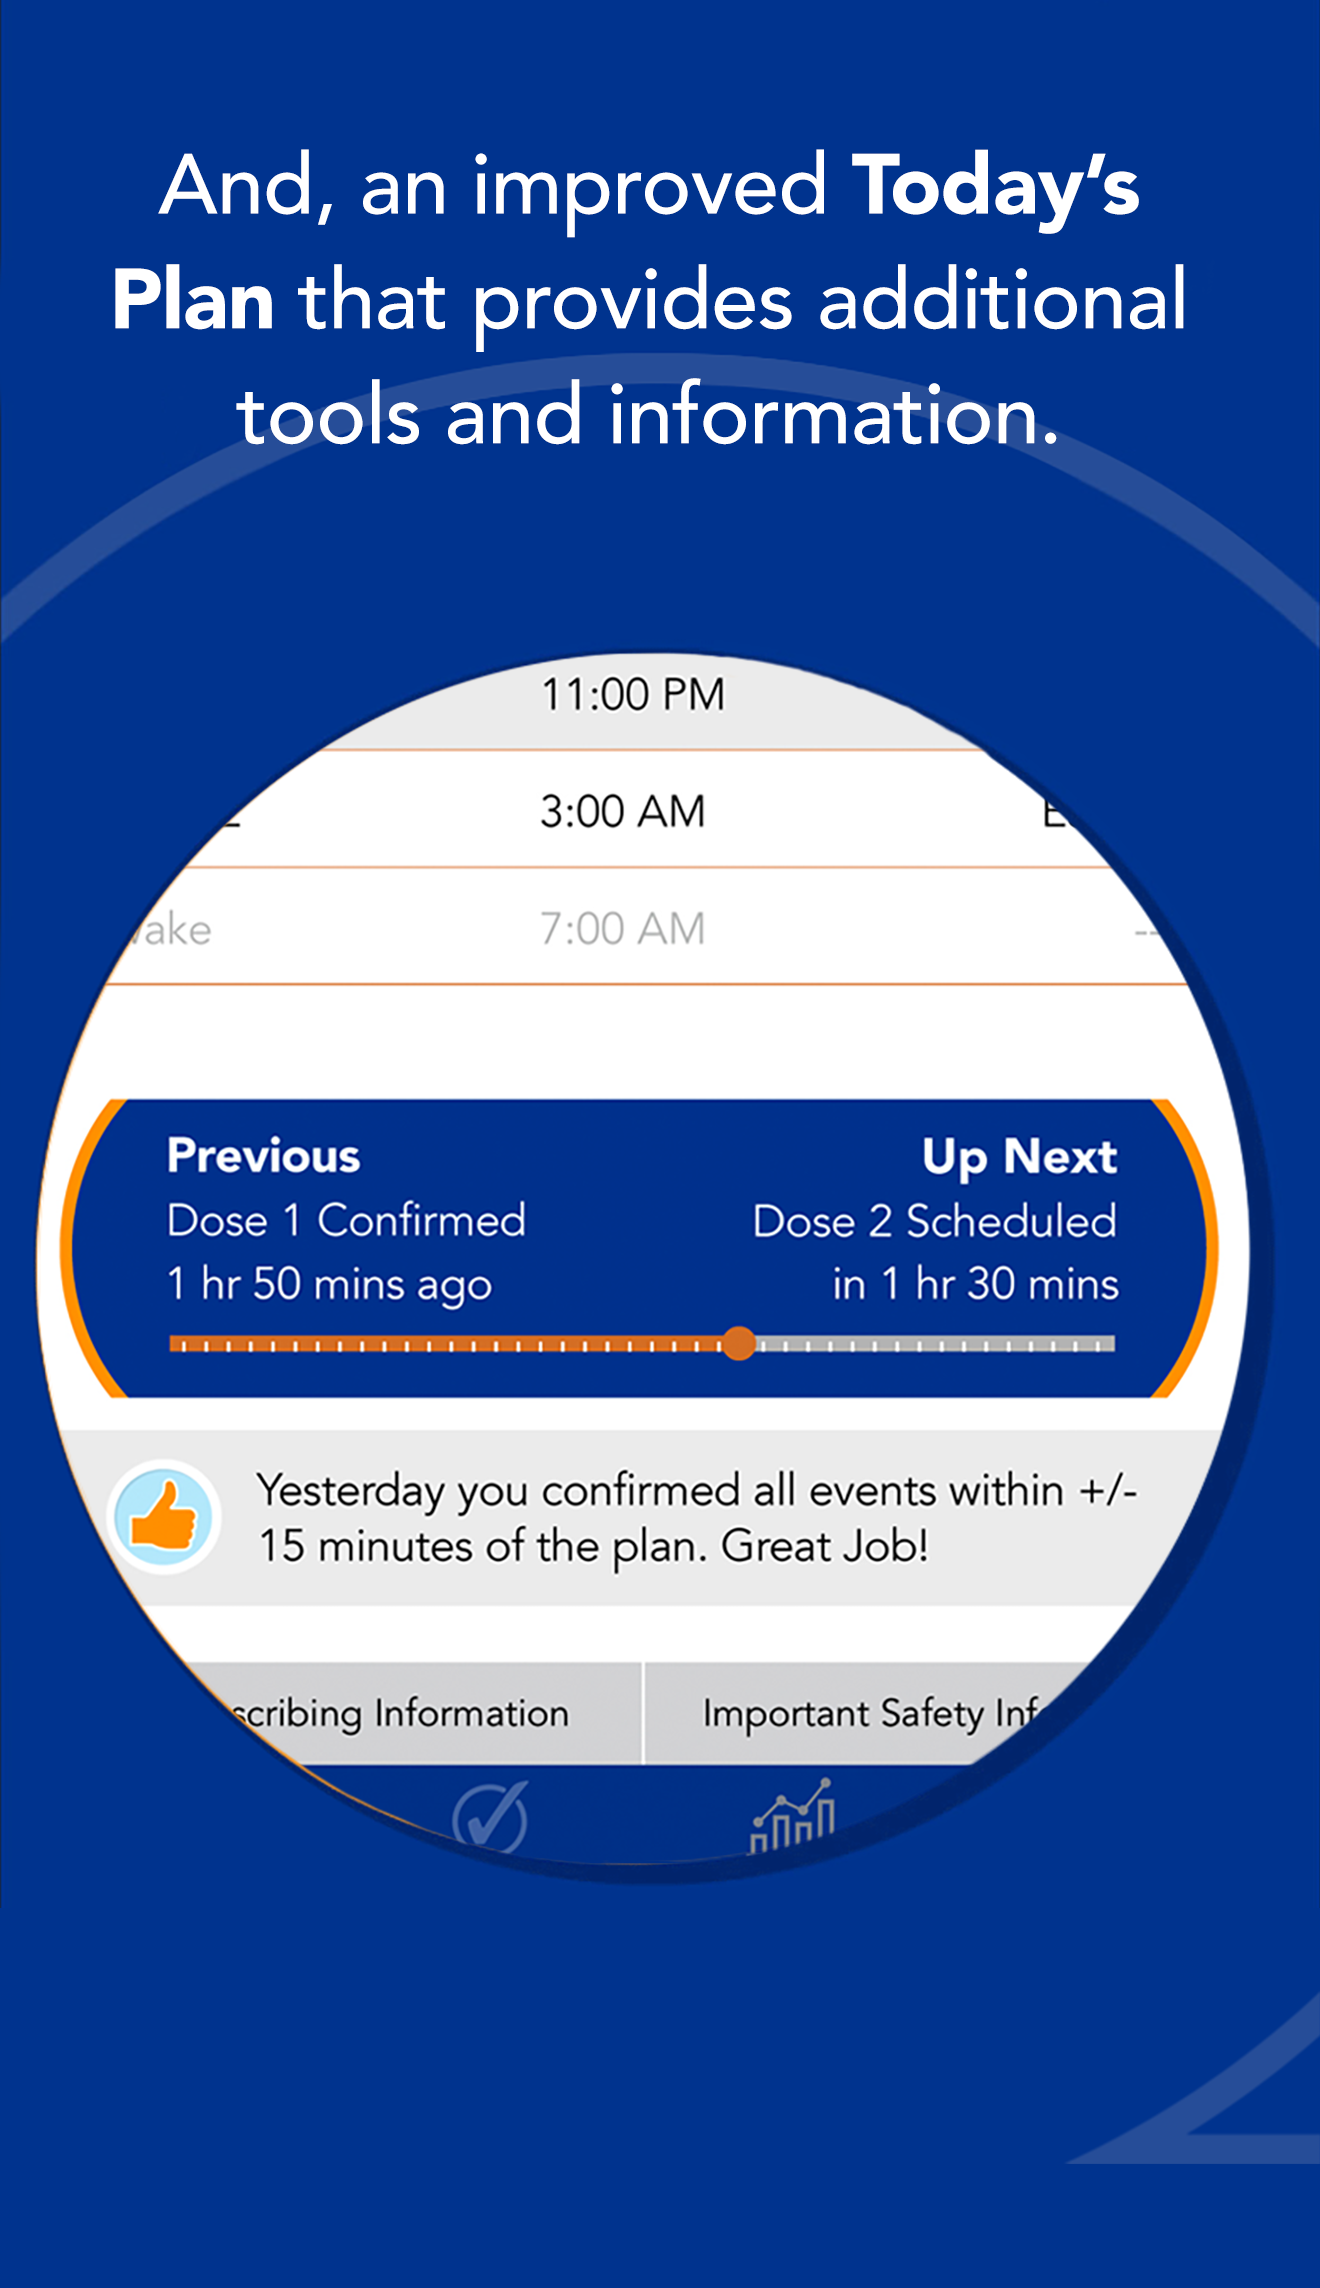 And, an improved Today‘s
Plan that provides additional
tools and information.
11:00 PM
3:00 AM
7:00 AM
--
Previous
Up Next
Dose 1 Confirmed
Dose 2 Scheduled
1 hr 50 mins ago
in 1 hr 30 mins
Yesterday you confirmed all events within +/-
15 minutes of the plan. Great Job!
scribing Information
Important Safety Inf